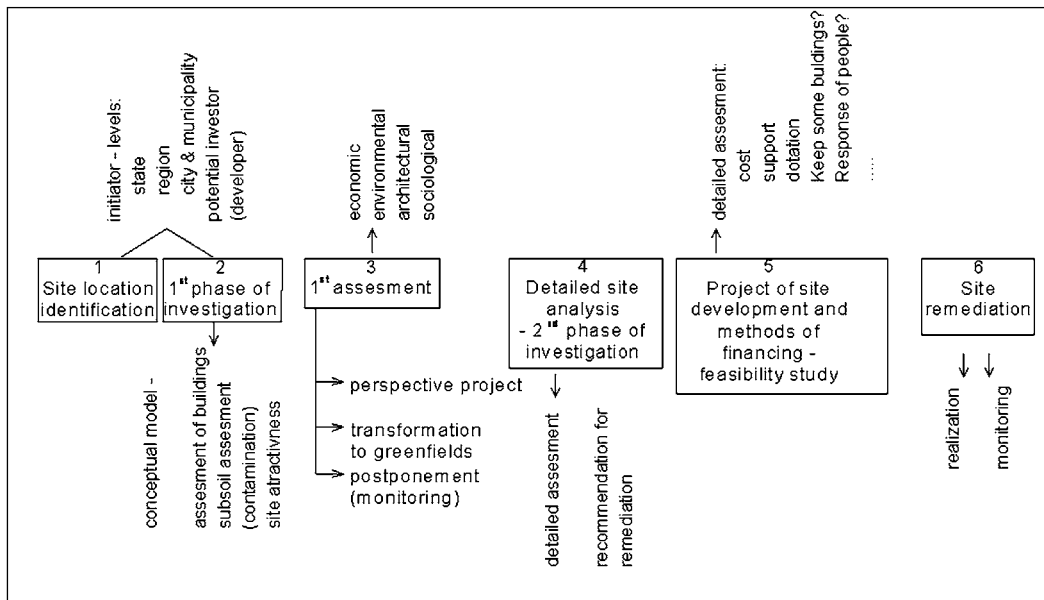 initiator - levels:
state
region
city & municipality
potential investor
(developer)
1
Site location
identification
2
1st phase of
investigation
conceptual model -
assesment of buildings
subsoil assesment
(contamination)
site atractivness
economic
environmental
architectural
sociological
3
1st assesment
perspective project
transformation
to greenfields
postponement
(monitoring)
4
Detailed site
analysis
- 2st phase of
investigation
detailed assesment
recommendation for
remediation
detailed assesment:
cost
support
dotation
Keep some buldings?
Response of people?
.....
5
Project of site
development and
methods of
financing -
feasibility study
6
Site
remediation
realization
monitoring